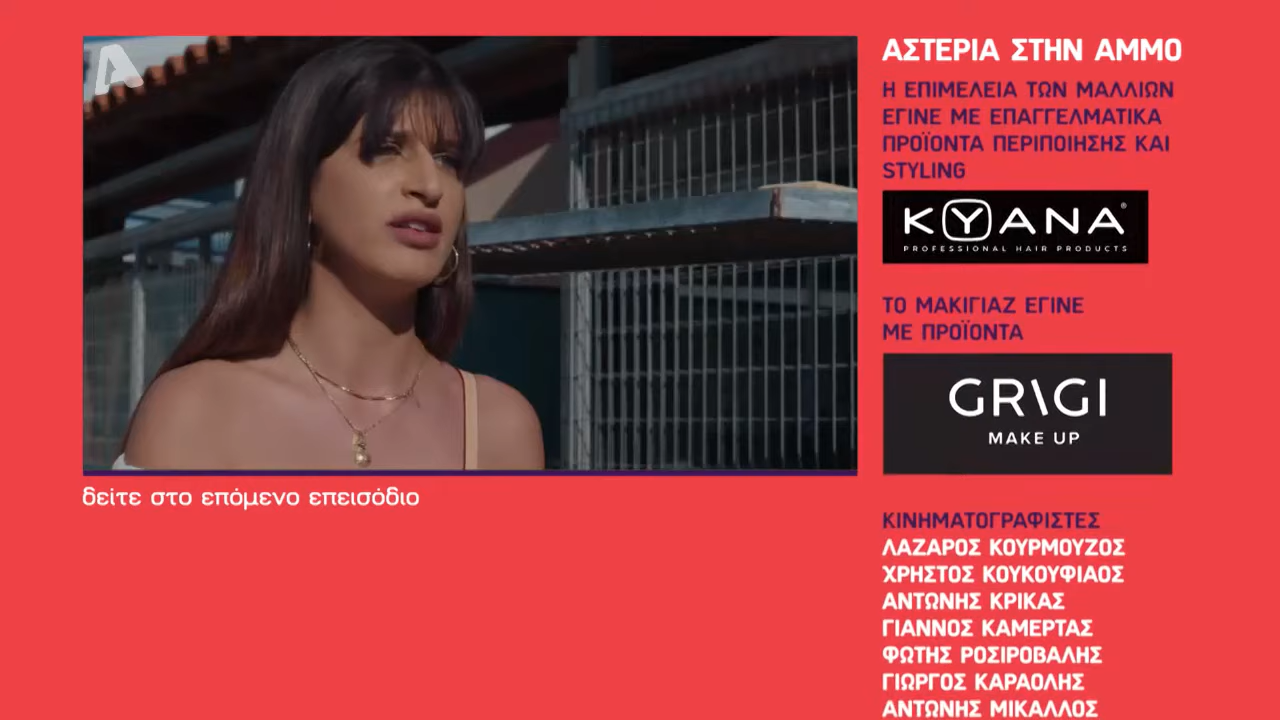 ΑΣΤΕΡΙΑ ΣΤΗΝ ΑΜΜΟ
Η ΕΠΙΜΕΛΕΙΑ ΤΩΝ ΜΑΛΛΙΩΝ
ΕΓΙΝΕ ΜΕ ΕΠΑΓΓΕΛΜΑΤΙΚΑ
ΠΡΟΪΟΝΤΑ ΠΕΡΙΠΟΙΗΣΗΣ ΚΑΙ
STYLING
KYANA®
PROFESSIONAL HAIR PRODUCTS
ΤΟ ΜΑΚΙΓΙΑΖ ΕΓΙΝΕ
ΜΕ ΠΡΟΪΟΝΤΑ
GR\GI
MAKE UP
δείτε στο επόμενο επεισόδιο
ΚΙΝΗΜΑΤΟΓΡΑΦΙΣΤΕΣ
ΛΑΖΑΡΟΣ ΚΟΥΡΜΟΥΖΟΣ
ΧΡΗΣΤΟΣ ΚΟΥΚΟΥΦΙΑΟΣ
ΑΝΤΩΝΗΣ ΚΡΙΚΑΣ
ΓΙΑΝΝΟΣ ΚΑΜΕΡΤΑΣ
ΦΩΤΗΣ ΡΟΣΙΡΟΒΑΛΗΣ
ΓΙΩΡΓΟΣ ΚΑΡΑΟΛΗΣ
ΑΝΤΩΝΗΣ ΜΙΚΑΛΛΟΣ